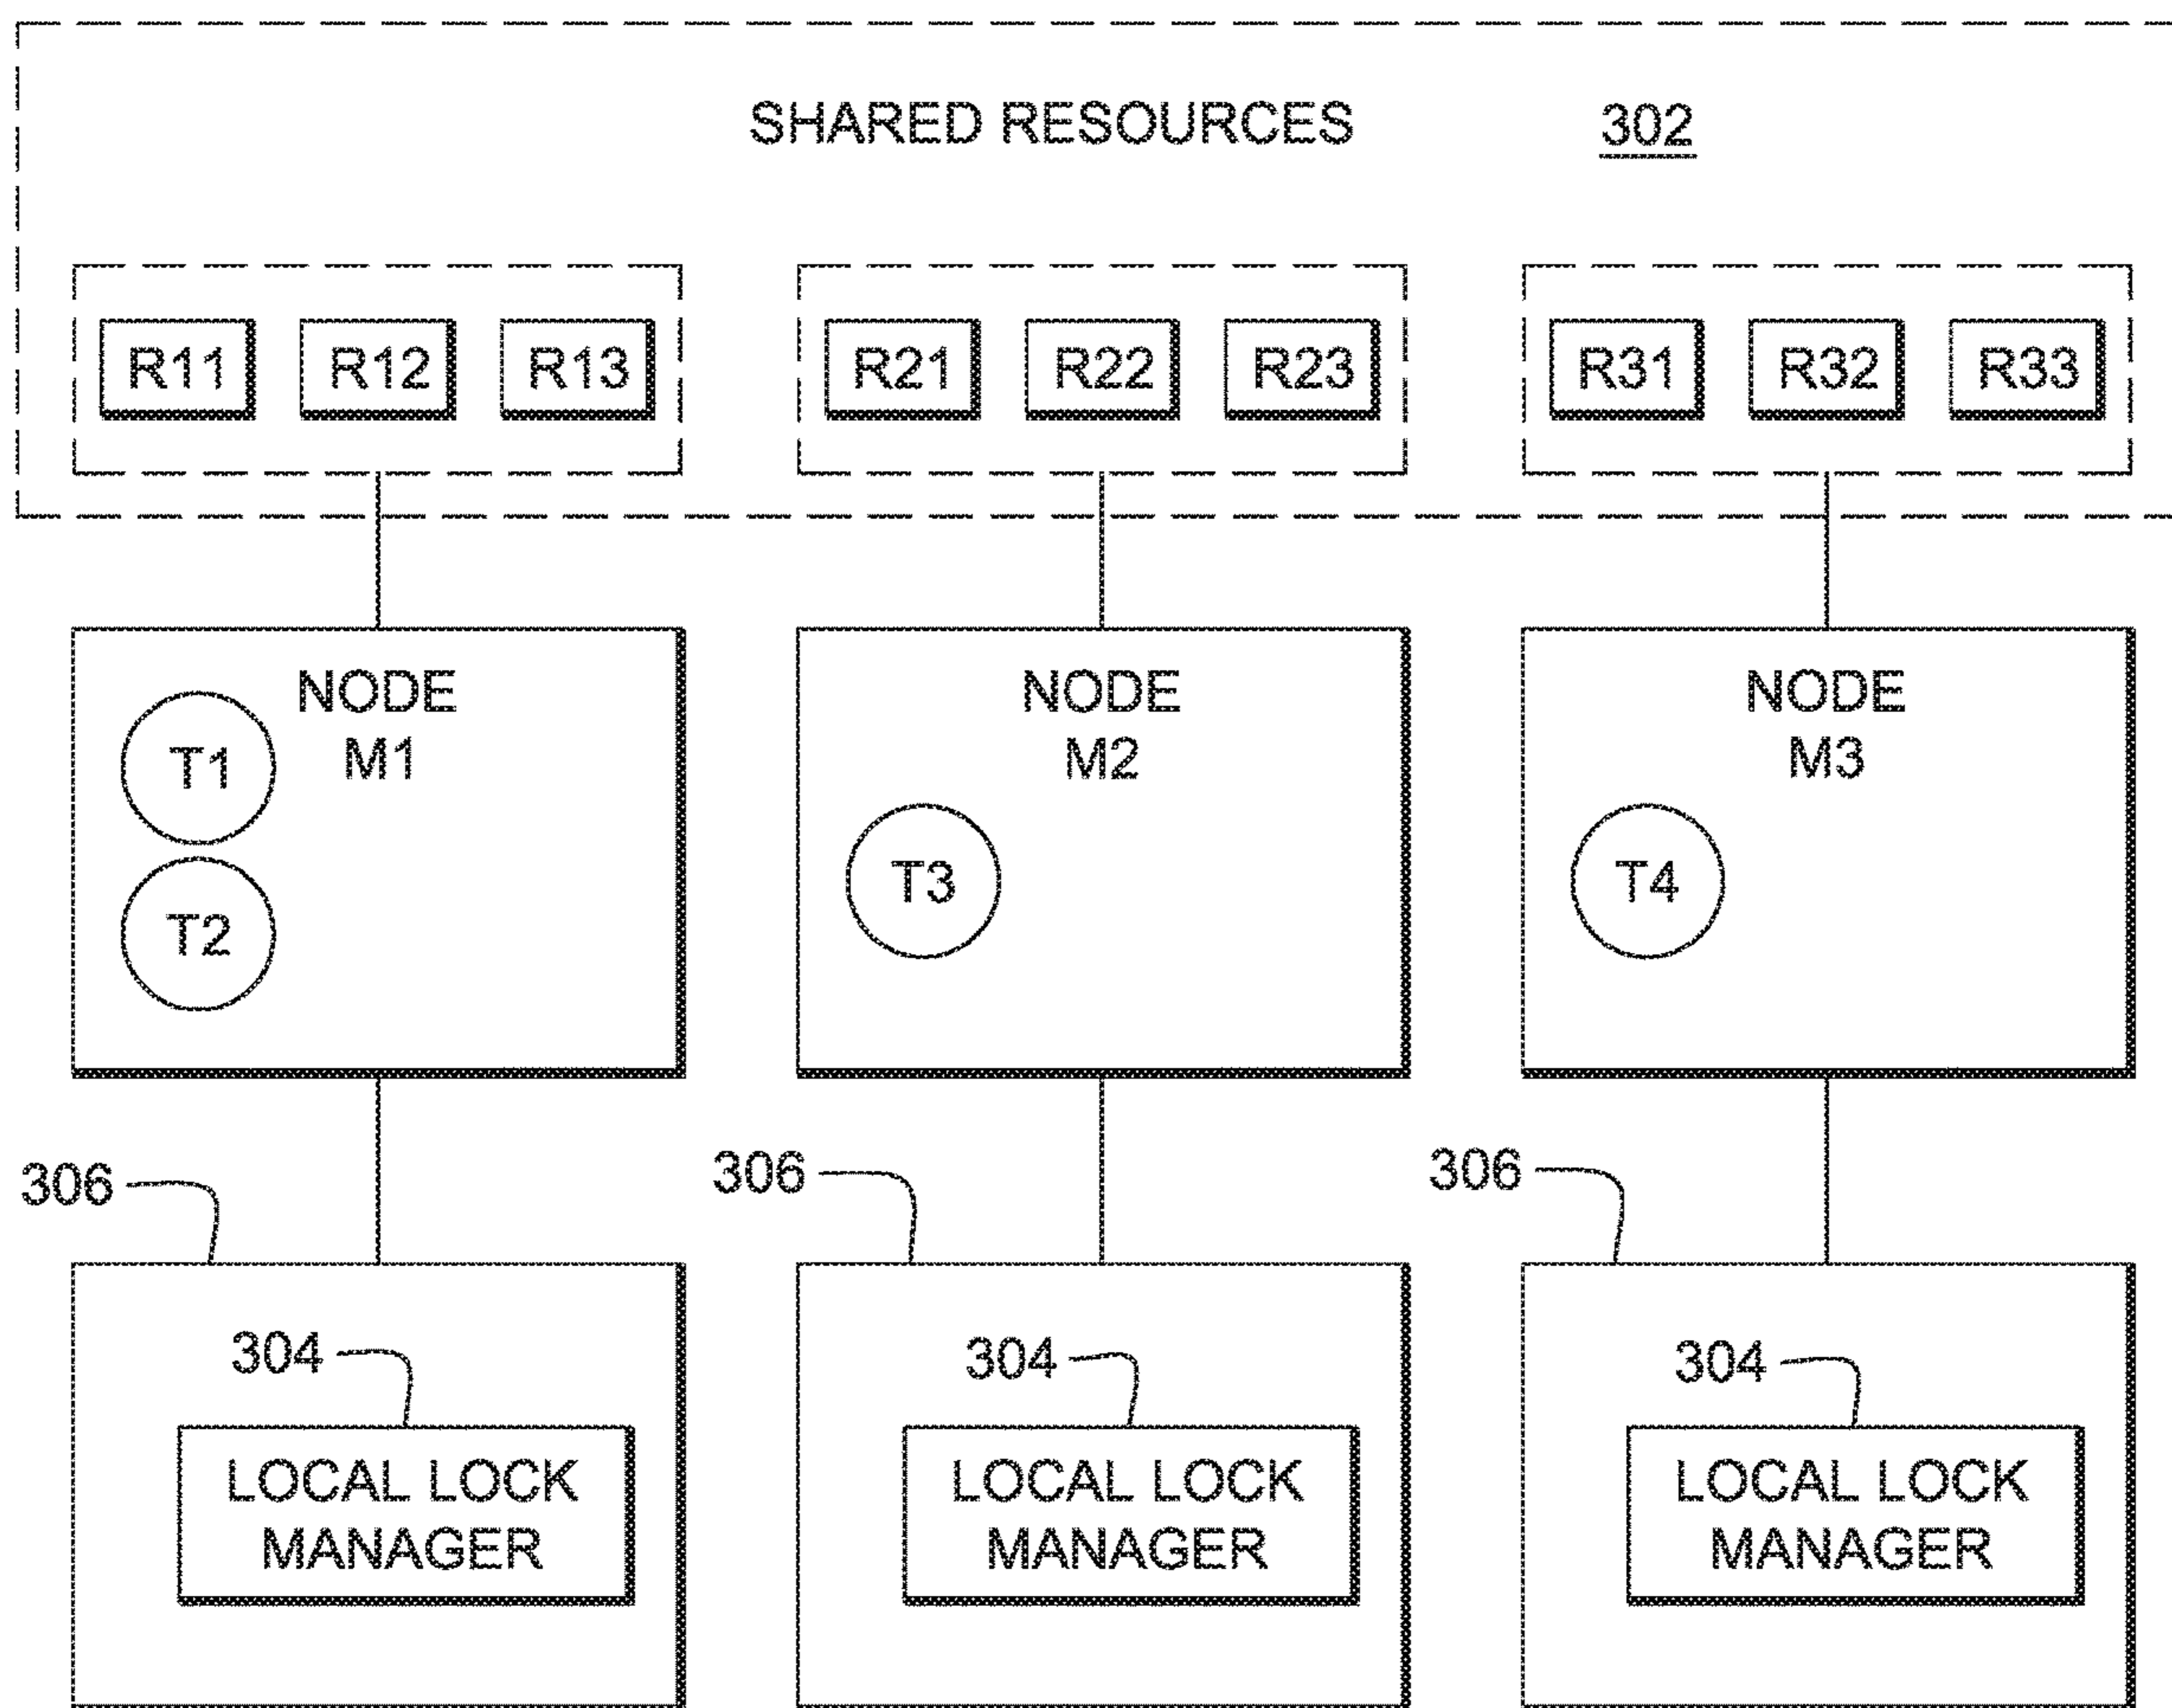 SHARED RESOURCES 302
R11 R12 R13 R21 R22 R23 R31 R32 R33
NODE NODE NODE
M1 M2 M3
T1
T2 T3 T4
306 306 306
304 304 304
LOCAL LOCK LOCAL LOCK LOCAL LOCK
MANAGER MANAGER MANAGER